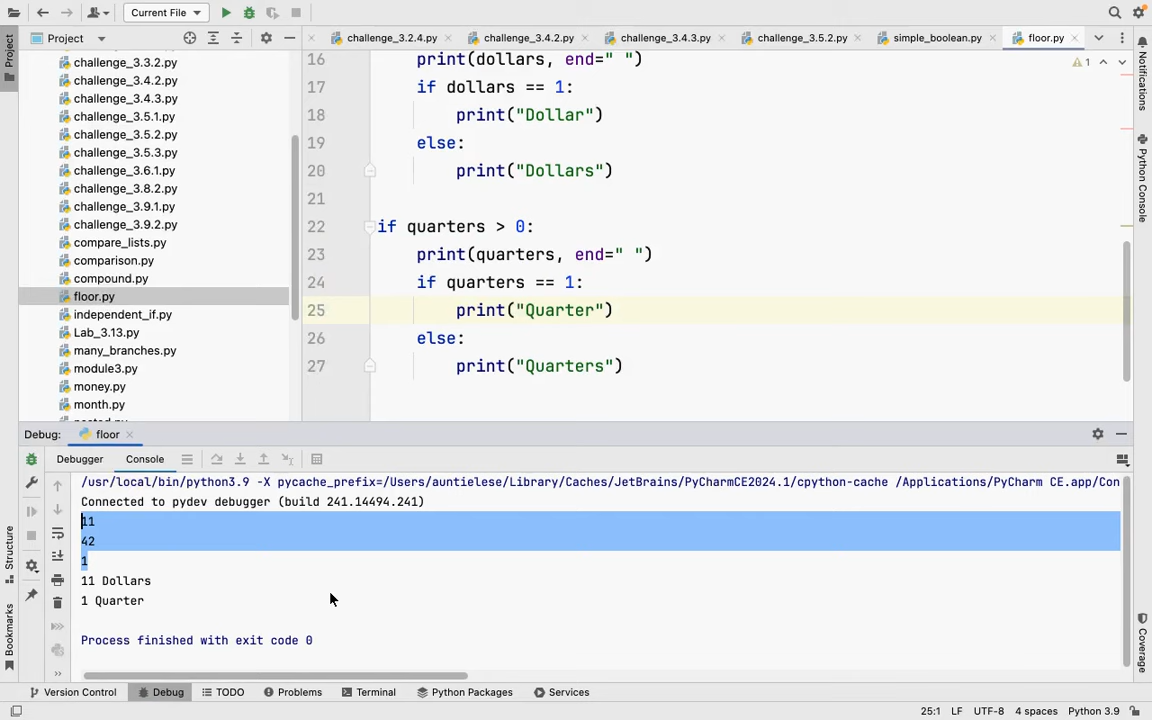 Current File
Project
challenge_3.2.4.py
challenge_3.4.2.py
challenge_3.4.3.py
challenge_3.5.2.py
simple_boolean.py
floor.py
Project
challenge_3.3.2.py
challenge_3.4.2.py
challenge_3.4.3.py
challenge_3.5.1.py
challenge_3.5.2.py
challenge_3.5.3.py
challenge_3.6.1.py
challenge_3.8.2.py
challenge_3.9.1.py
challenge_3.9.2.py
compare_lists.py
comparison.py
compound.py
floor.py
independent_if.py
Lab_3.13.py
many_branches.py
module3.py
money.py
month.py
16 print(dollars, end=" ")
17 if dollars == 1:
18 print("Dollar")
19 else:
20 print("Dollars")
21
22 if quarters > 0:
23 print(quarters, end=" ")
24 if quarters == 1:
25 print("Quarter")
26 else:
27 print("Quarters")
1
Notifications
Python Console
Coverage
Debug: floor
Debugger
Console
/usr/local/bin/python3.9 -X pycache_prefix=/Users/auntielese/Library/Caches/JetBrains/PyCharmCE2024.1/cpython-cache /Applications/PyCharm CE.app/Con
Connected to pydev debugger (build 241.14494.241)
11
42
1
11 Dollars
1 Quarter
Process finished with exit code 0
Structure
Bookmarks
Version Control
Debug
TODO
Problems
Terminal
Python Packages
Services
25:1 LF UTF-8 4 spaces Python 3.9